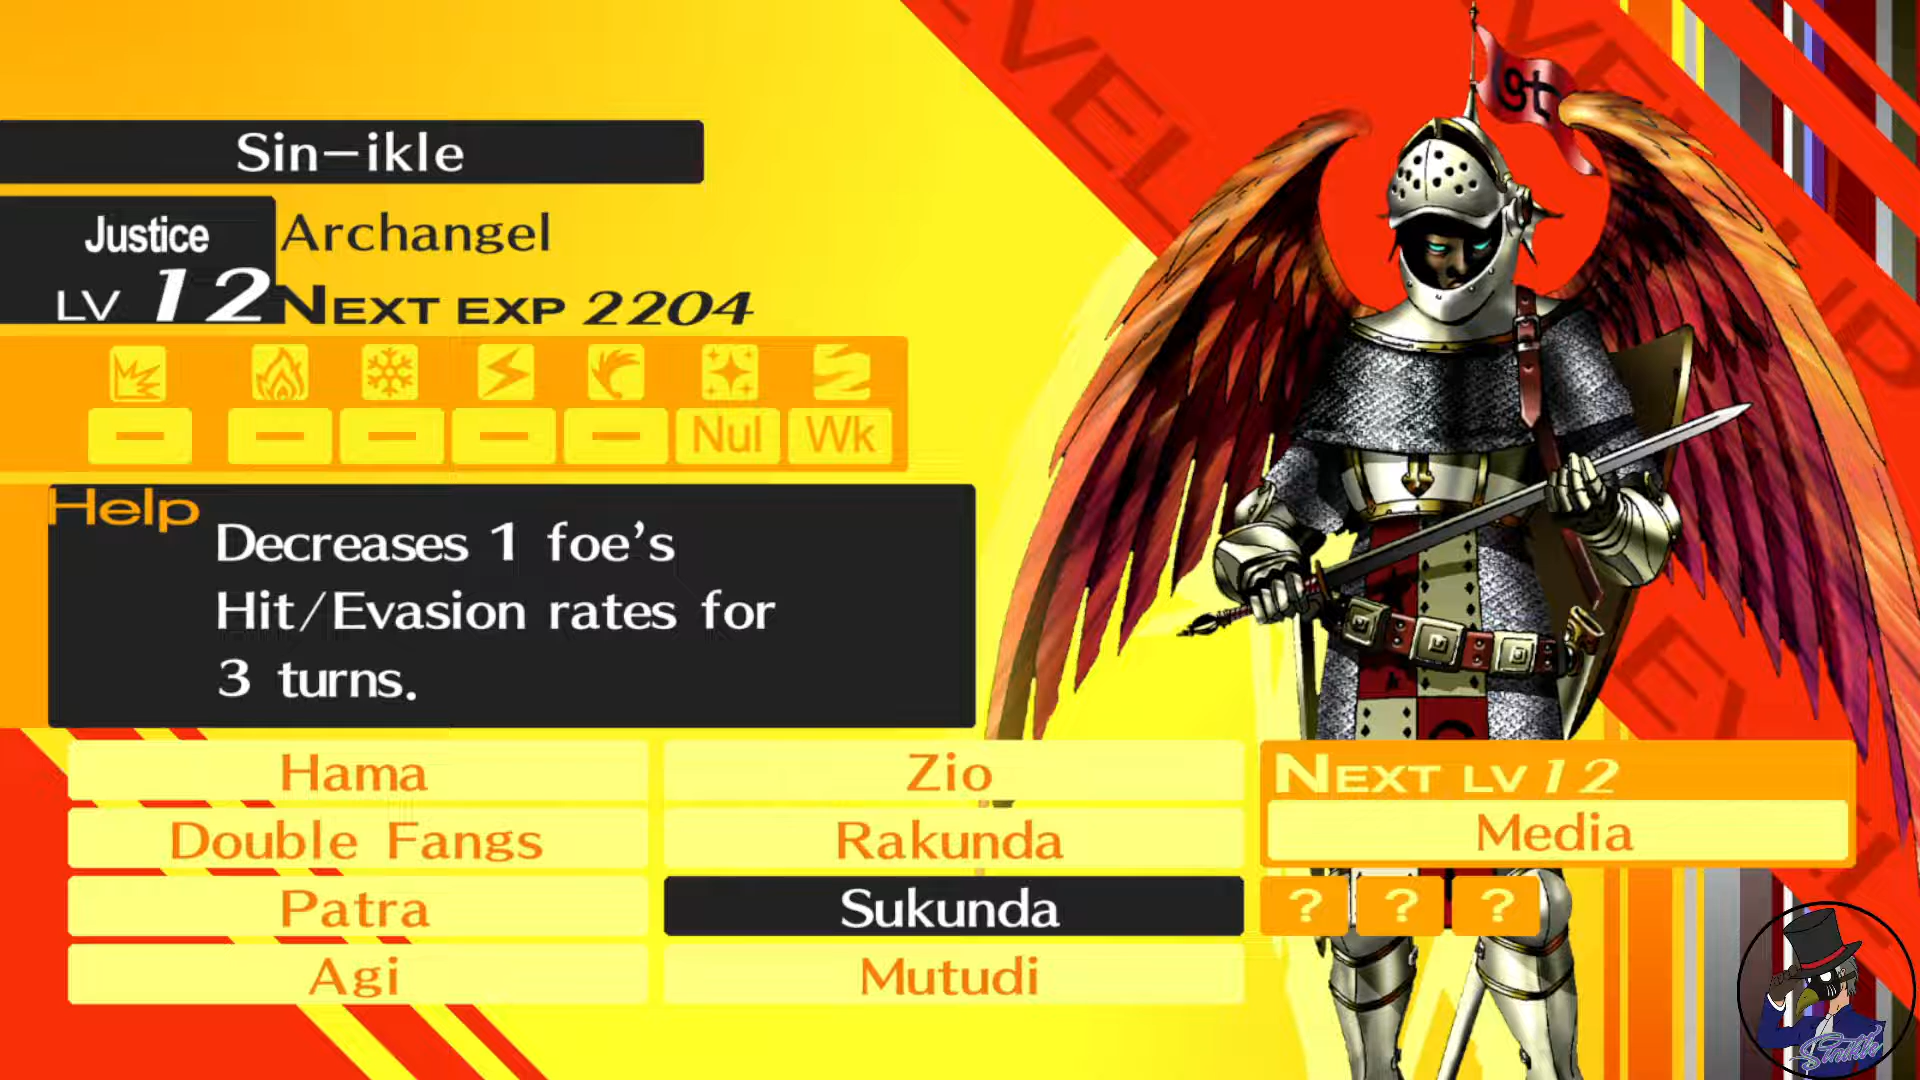 Sin-ikle
Justice
Archangel
LV 12
NEXT EXP 2204
Nul
Wk
Help
Decreases 1 foe's
Hit/Evasion rates for
3 turns.
Hama
Zio
Double Fangs
Rakunda
Patra
Sukunda
Agi
Mutudi
NEXT LV 12
Media
? ? ?
Sinikle